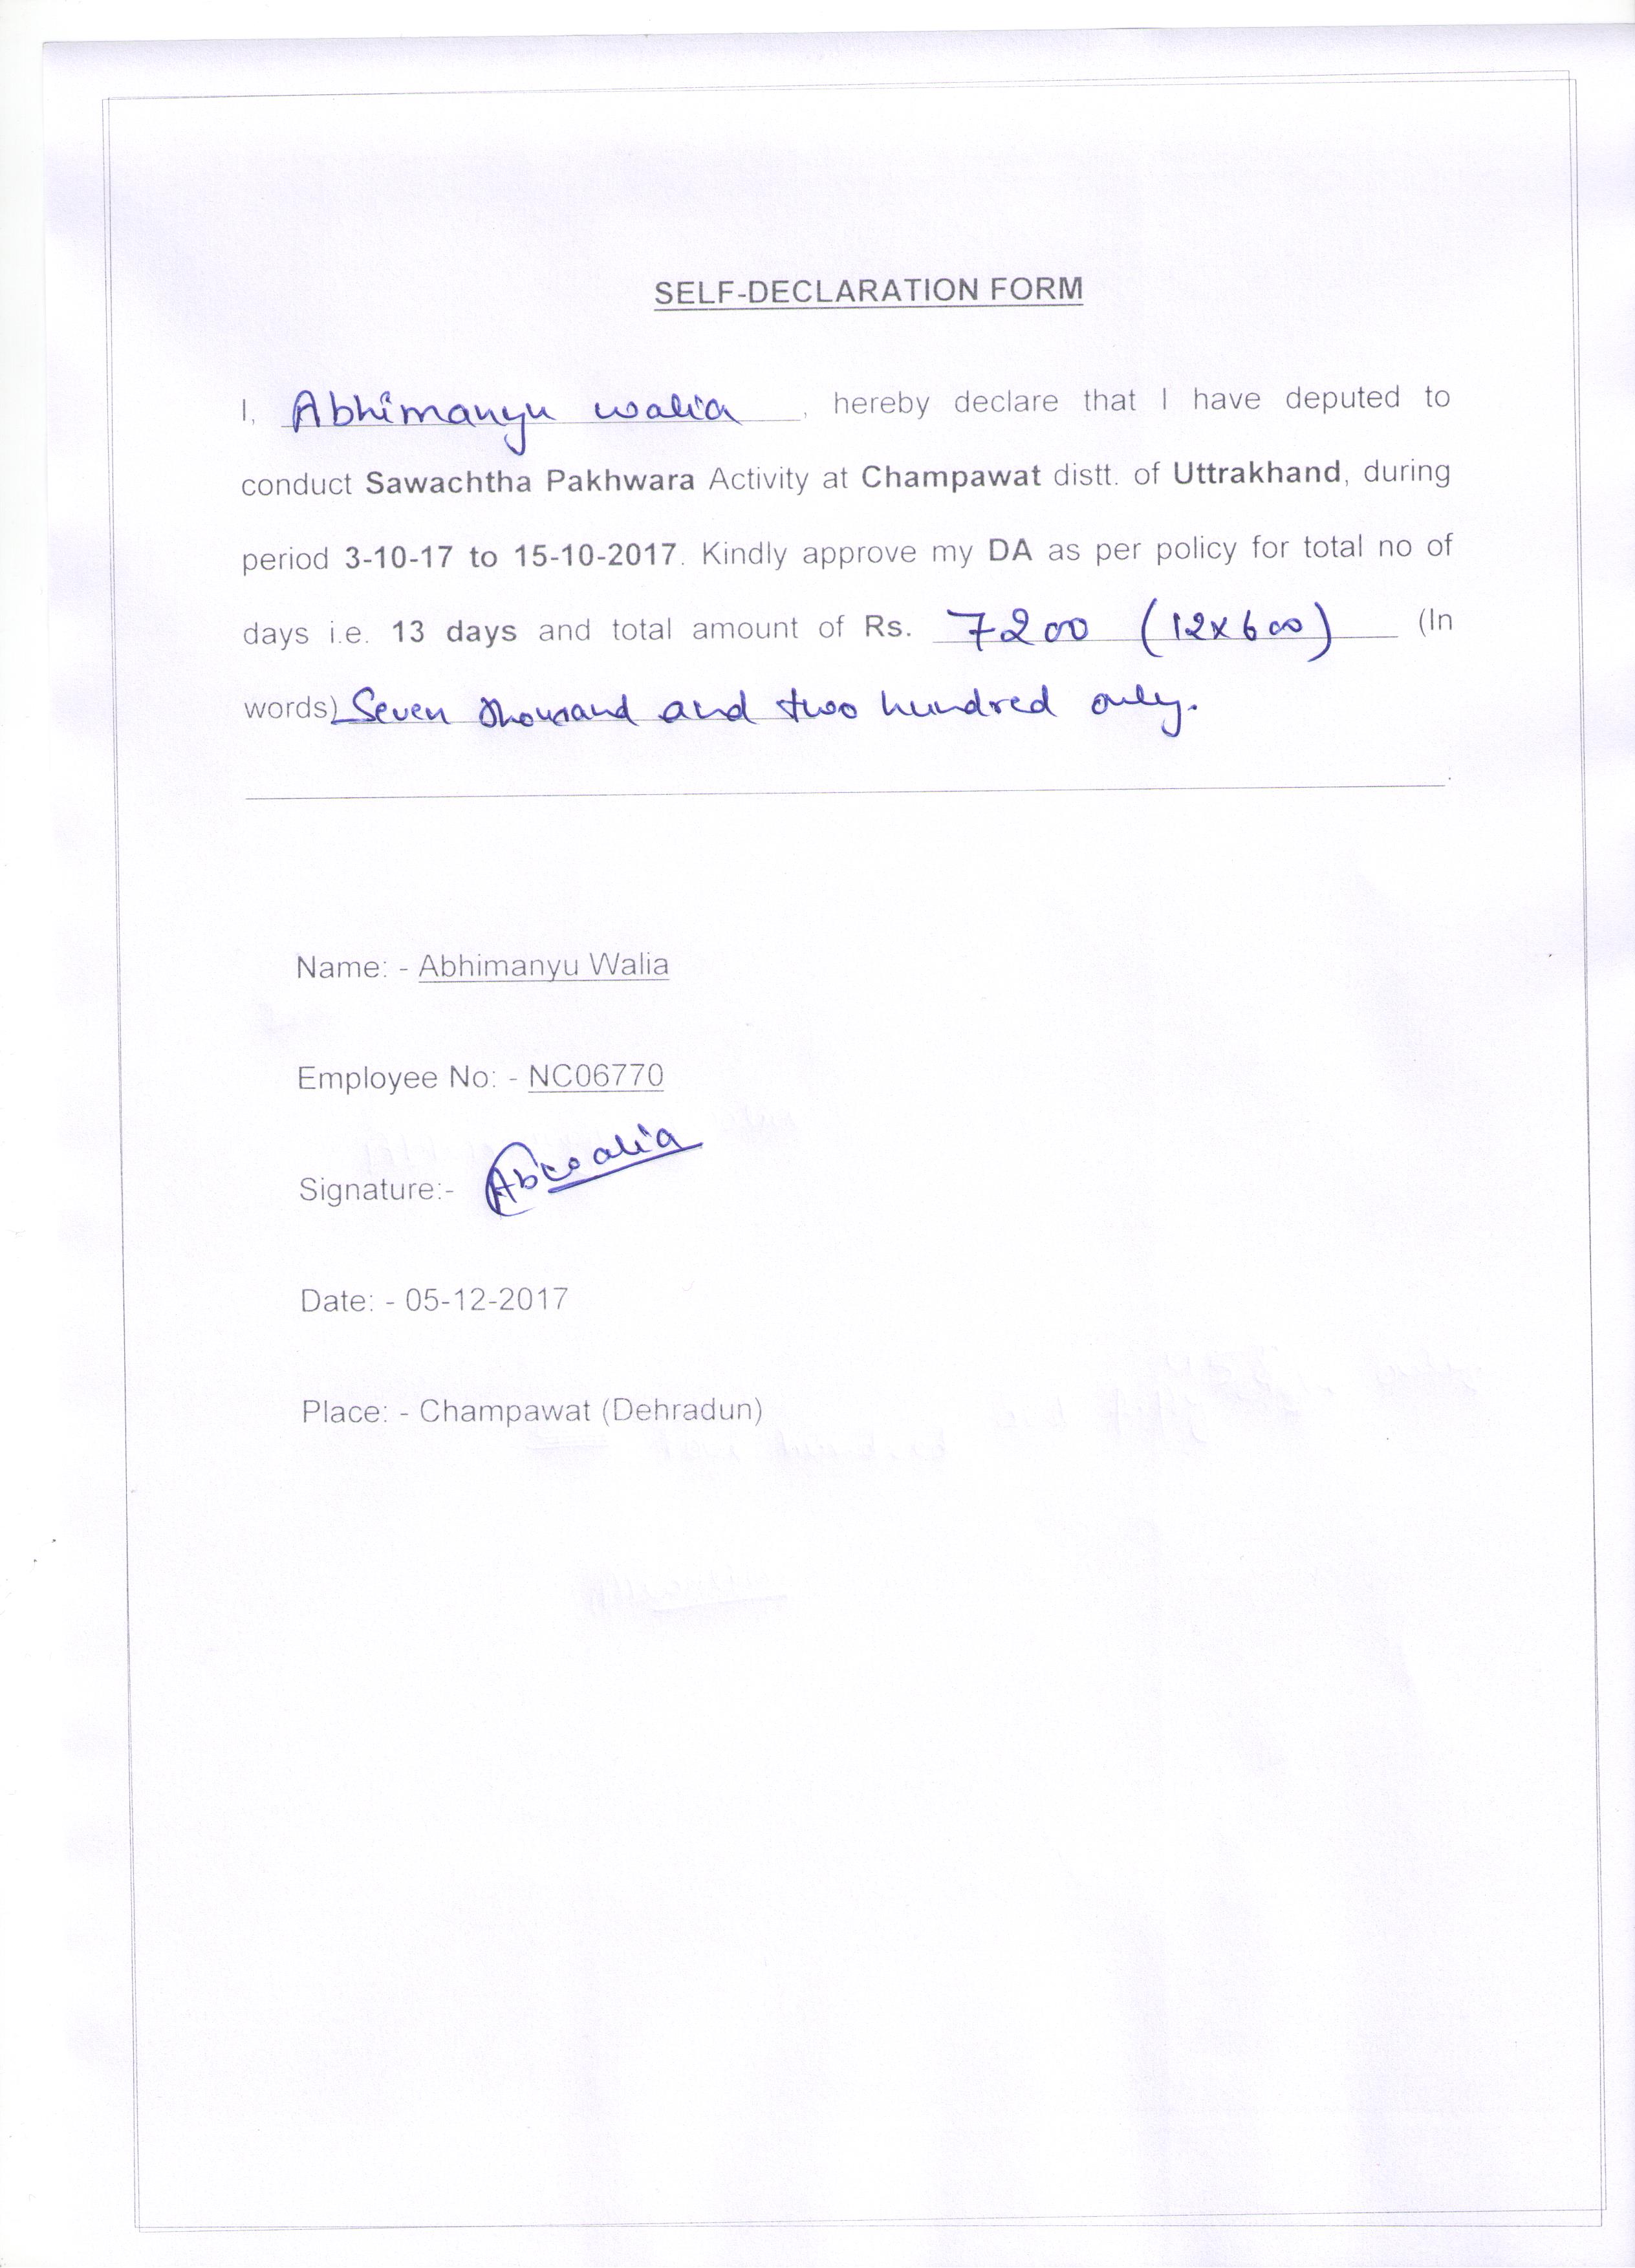 SELF-DECLARATION FORM
I, Abhimanyu walia, hereby declare that I have deputed to
conduct Sawachtha Pakhwara Activity at Champawat distt. of Uttrakhand, during
period 3-10-17 to 15-10-2017. Kindly approve my DA as per policy for total no of
days i.e. 13 days and total amount of Rs. 7200 (12x600) (In
words) Seven thousand and two hundred only.
Name: - Abhimanyu Walia
Employee No: - NC06770
Signature:- Abwalia
Date: - 05-12-2017
Place: - Champawat (Dehradun)